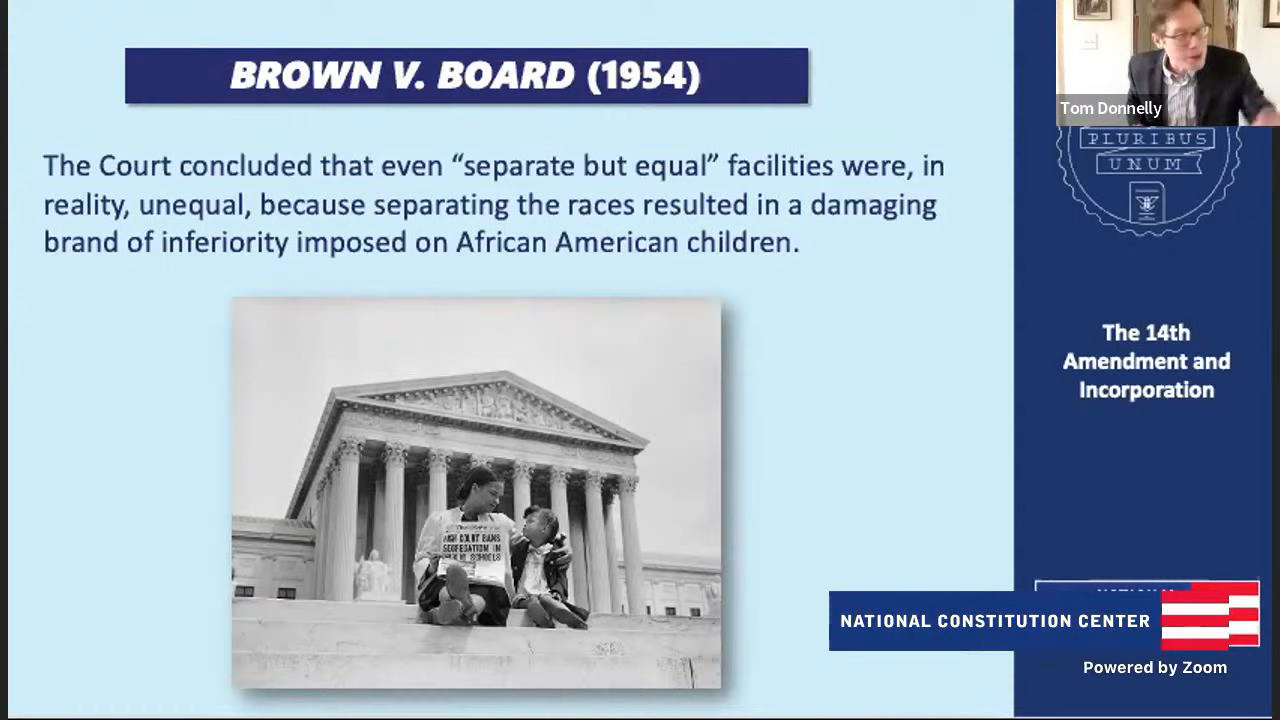 BROWN V. BOARD (1954)
The Court concluded that even “separate but equal” facilities were, in
reality, unequal, because separating the races resulted in a damaging
brand of inferiority imposed on African American children.
HIGH COURT BANS
SEGREGATION IN
PUBLIC SCHOOLS
Tom Donnelly
PLURIBUS
UNUM
The 14th
Amendment and
Incorporation
NATIONAL CONSTITUTION CENTER
Powered by Zoom